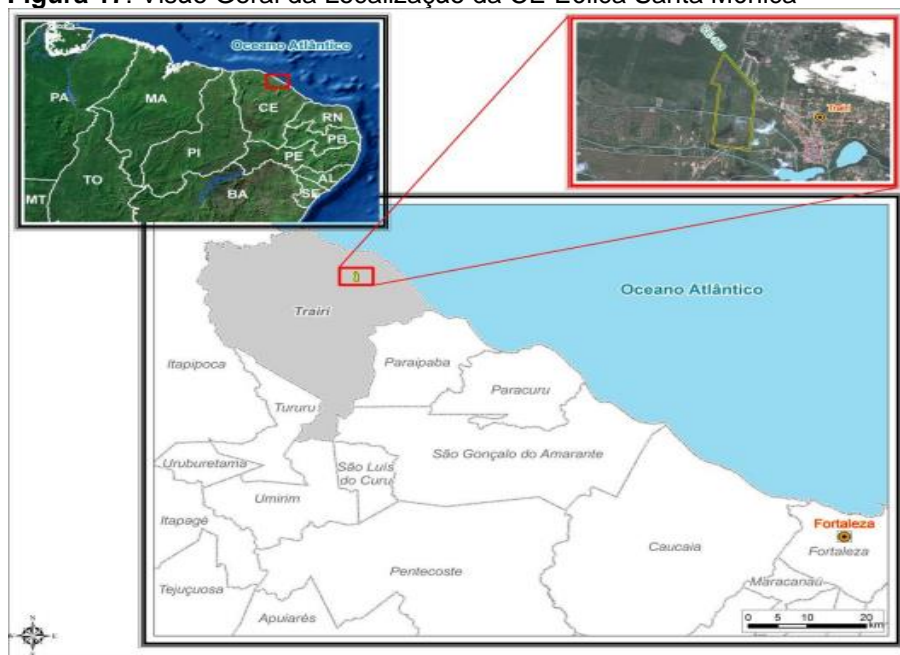 Figura 17: Visão Geral da Localização da CE Eólica Santa Mônica
Oceano Atlântico
PA
MA
CE
RN
PB
PI
PE
AL
SE
TO
BA
MT
Trairi
Oceano Atlântico
Trairi
Itapipoca
Paraipaba
Paracuru
Tururu
São Gonçalo do Amarante
Uruburetama
São Luís
do Curu
Umirim
Itapagé
Fortaleza
Fortaleza
Caucaia
Pentecoste
Maracanaú
Tejuçuosa
Apuiarés
0 5 10 20
km
N
E